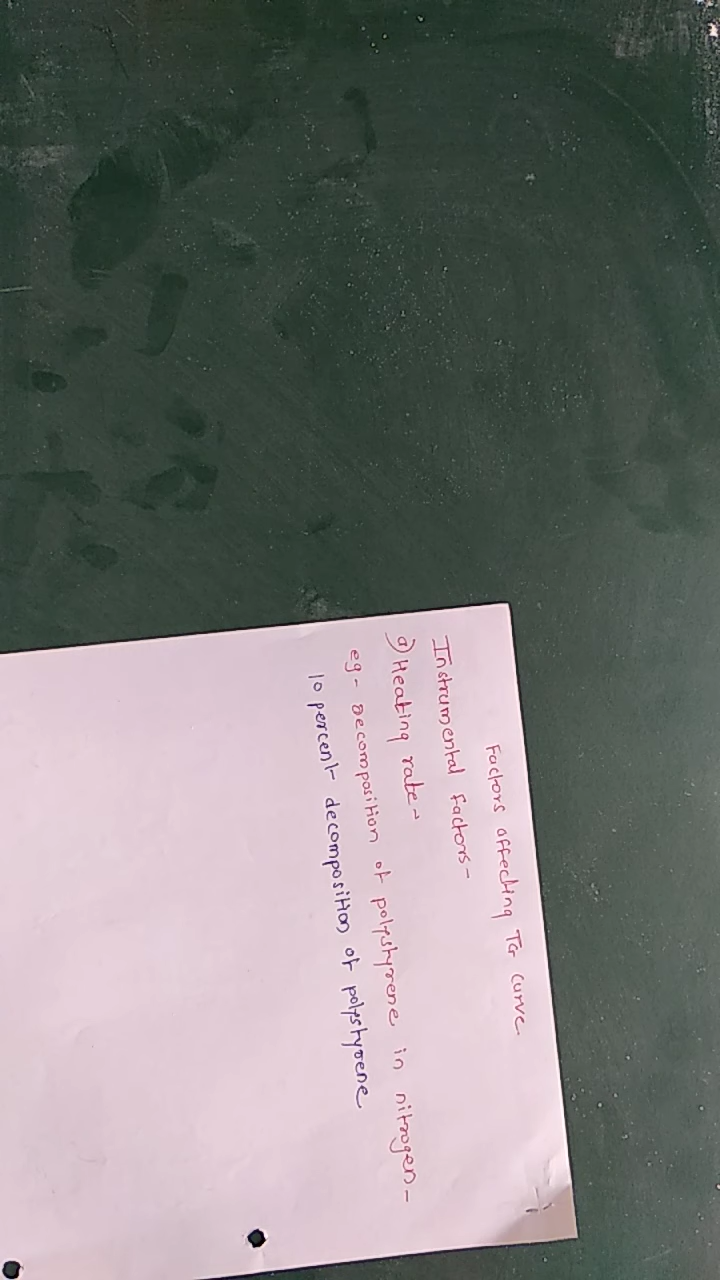 Factors affecting TG curve
Instrumental factors-
a) Heating rate-
eg- decomposition of polystyrene in nitrogen-
10 percent decomposition of polystyrene